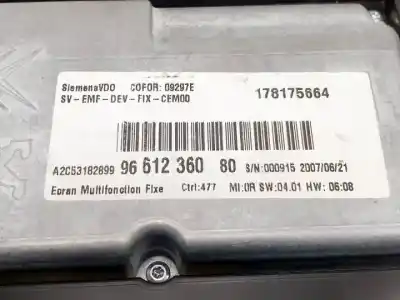 SiemensVDO COFOR: 09297E
SV-EMF-DEV-FIX-CEM00
178175664
A2C53182899 96 612 360 80 S/N:000915 2007/06/21
Ecran Multifonction Fixe Ctrl:477 MI:0R SW:04.01 HW: 06:08